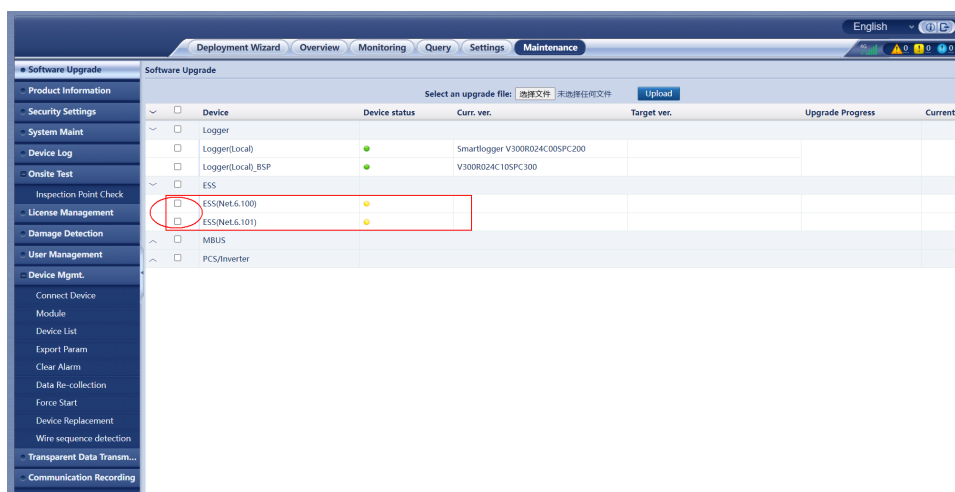 English
Deployment Wizard Overview Monitoring Query Settings Maintenance
4G 0 0 0
Software Upgrade
Product Information
Security Settings
System Maint
Device Log
Onsite Test
Inspection Point Check
License Management
Damage Detection
User Management
Device Mgmt.
Connect Device
Module
Device List
Export Param
Clear Alarm
Data Re-collection
Force Start
Device Replacement
Wire sequence detection
Transparent Data Transm...
Communication Recording
Software Upgrade
Select an upgrade file: 选择文件 未选择任何文件 Upload
Device Device status Curr. ver. Target ver. Upgrade Progress Current
Logger
Logger(Local) Smartlogger V300R024C00SPC200
Logger(Local)_BSP V300R024C10SPC300
ESS
ESS(Net.6.100)
ESS(Net.6.101)
MBUS
PCS/Inverter